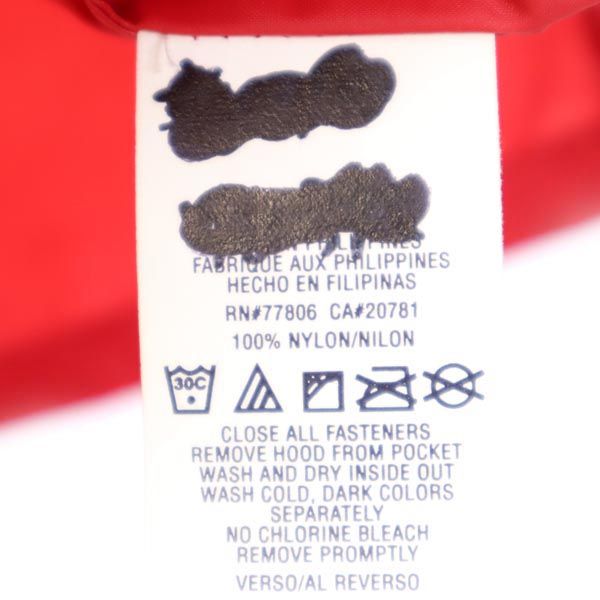 PHILIPPINES
FABRIQUE AUX PHILIPPINES
HECHO EN FILIPINAS
RN#77806 CA#20781
100% NYLON/NILON
30C
CLOSE ALL FASTENERS
REMOVE HOOD FROM POCKET
WASH AND DRY INSIDE OUT
WASH COLD, DARK COLORS
SEPARATELY
NO CHLORINE BLEACH
REMOVE PROMPTLY
VERSO/AL REVERSO